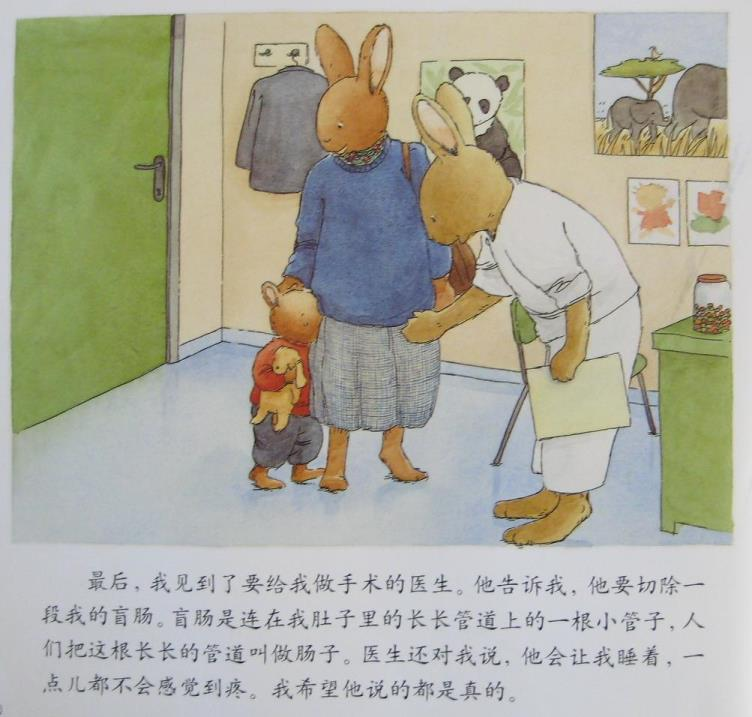 最后，我见到了要给我做手术的医生。他告诉我，他要切除一
段我的盲肠。盲肠是连在我肚子里的长长管道上的一根小管子，人
们把这根长长的管道叫做肠子。医生还对我说，他会让我睡着，一
点儿都不会感觉到疼。我希望他说的都是真的。